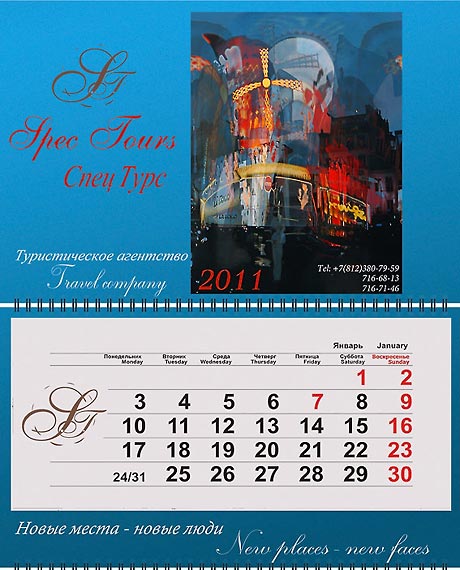 ST
Spec Tours
Спец Турс
Туристическое агентство
Travel company
2011
Tel: +7(812)380-79-59
716-68-13
716-71-46
Январь January
Понедельник Вторник Среда Четверг Пятница Суббота Воскресенье
Monday Tuesday Wednesday Thursday Friday Saturday Sunday
1 2
3 4 5 6 7 8 9
10 11 12 13 14 15 16
17 18 19 20 21 22 23
24/31 25 26 27 28 29 30
ST
Новые места - новые люди
New places - new faces